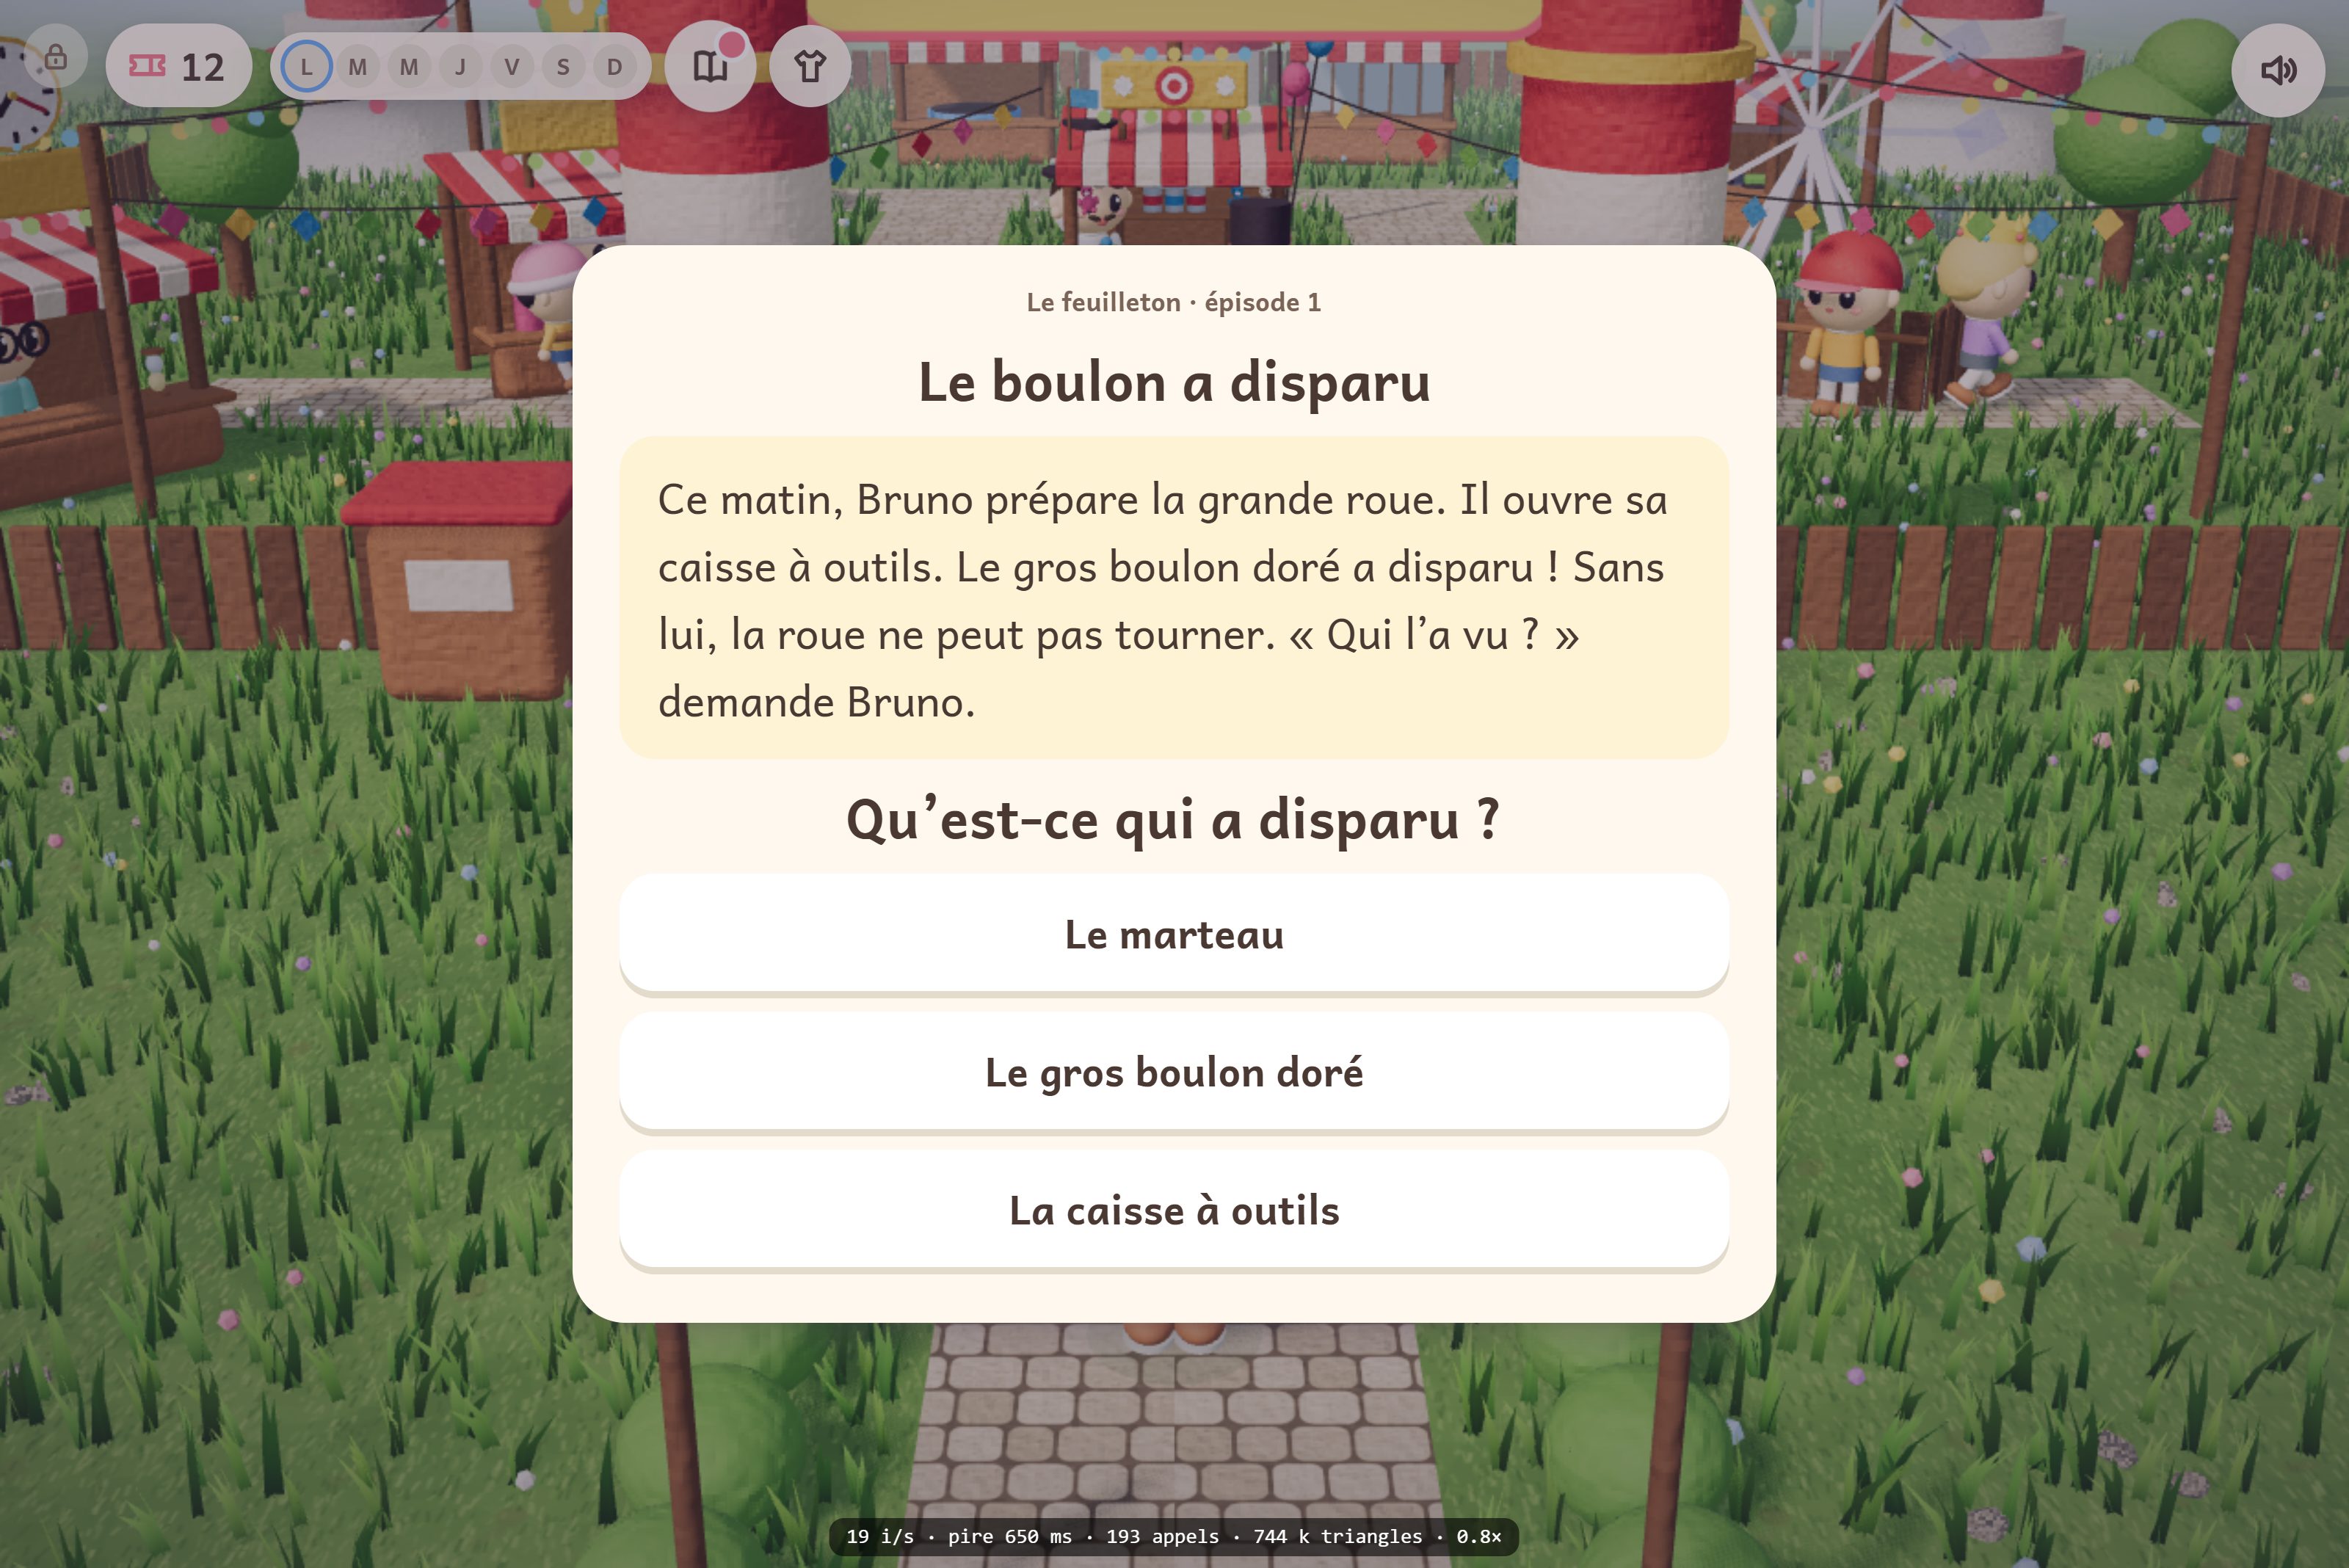 12
L M M J V S D
Le feuilleton · épisode 1
Le boulon a disparu
Ce matin, Bruno prépare la grande roue. Il ouvre sa
caisse à outils. Le gros boulon doré a disparu ! Sans
lui, la roue ne peut pas tourner. « Qui l’a vu ? »
demande Bruno.
Qu’est-ce qui a disparu ?
Le marteau
Le gros boulon doré
La caisse à outils
19 i/s · pire 650 ms · 193 appels · 744 k triangles · 0.8×